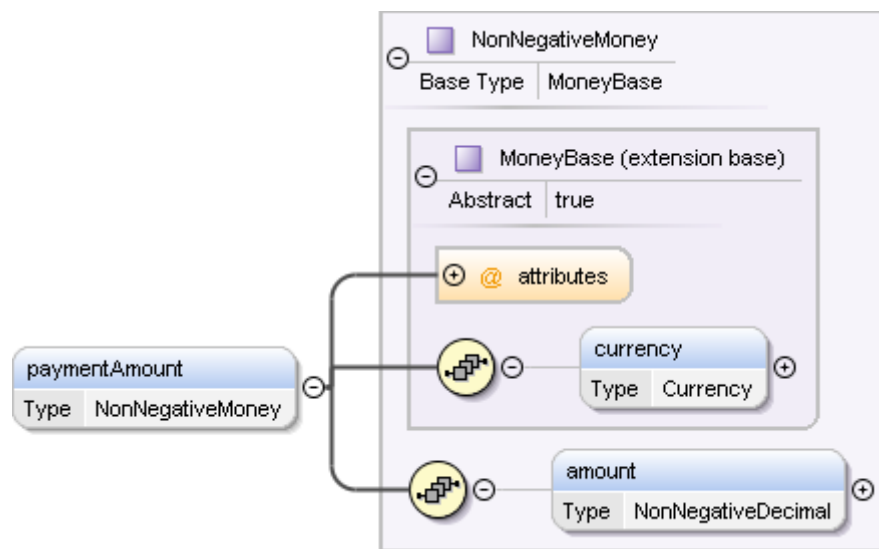 NonNegativeMoney
Base Type MoneyBase
MoneyBase (extension base)
Abstract true
@ attributes
currency
Type Currency
paymentAmount
Type NonNegativeMoney
amount
Type NonNegativeDecimal